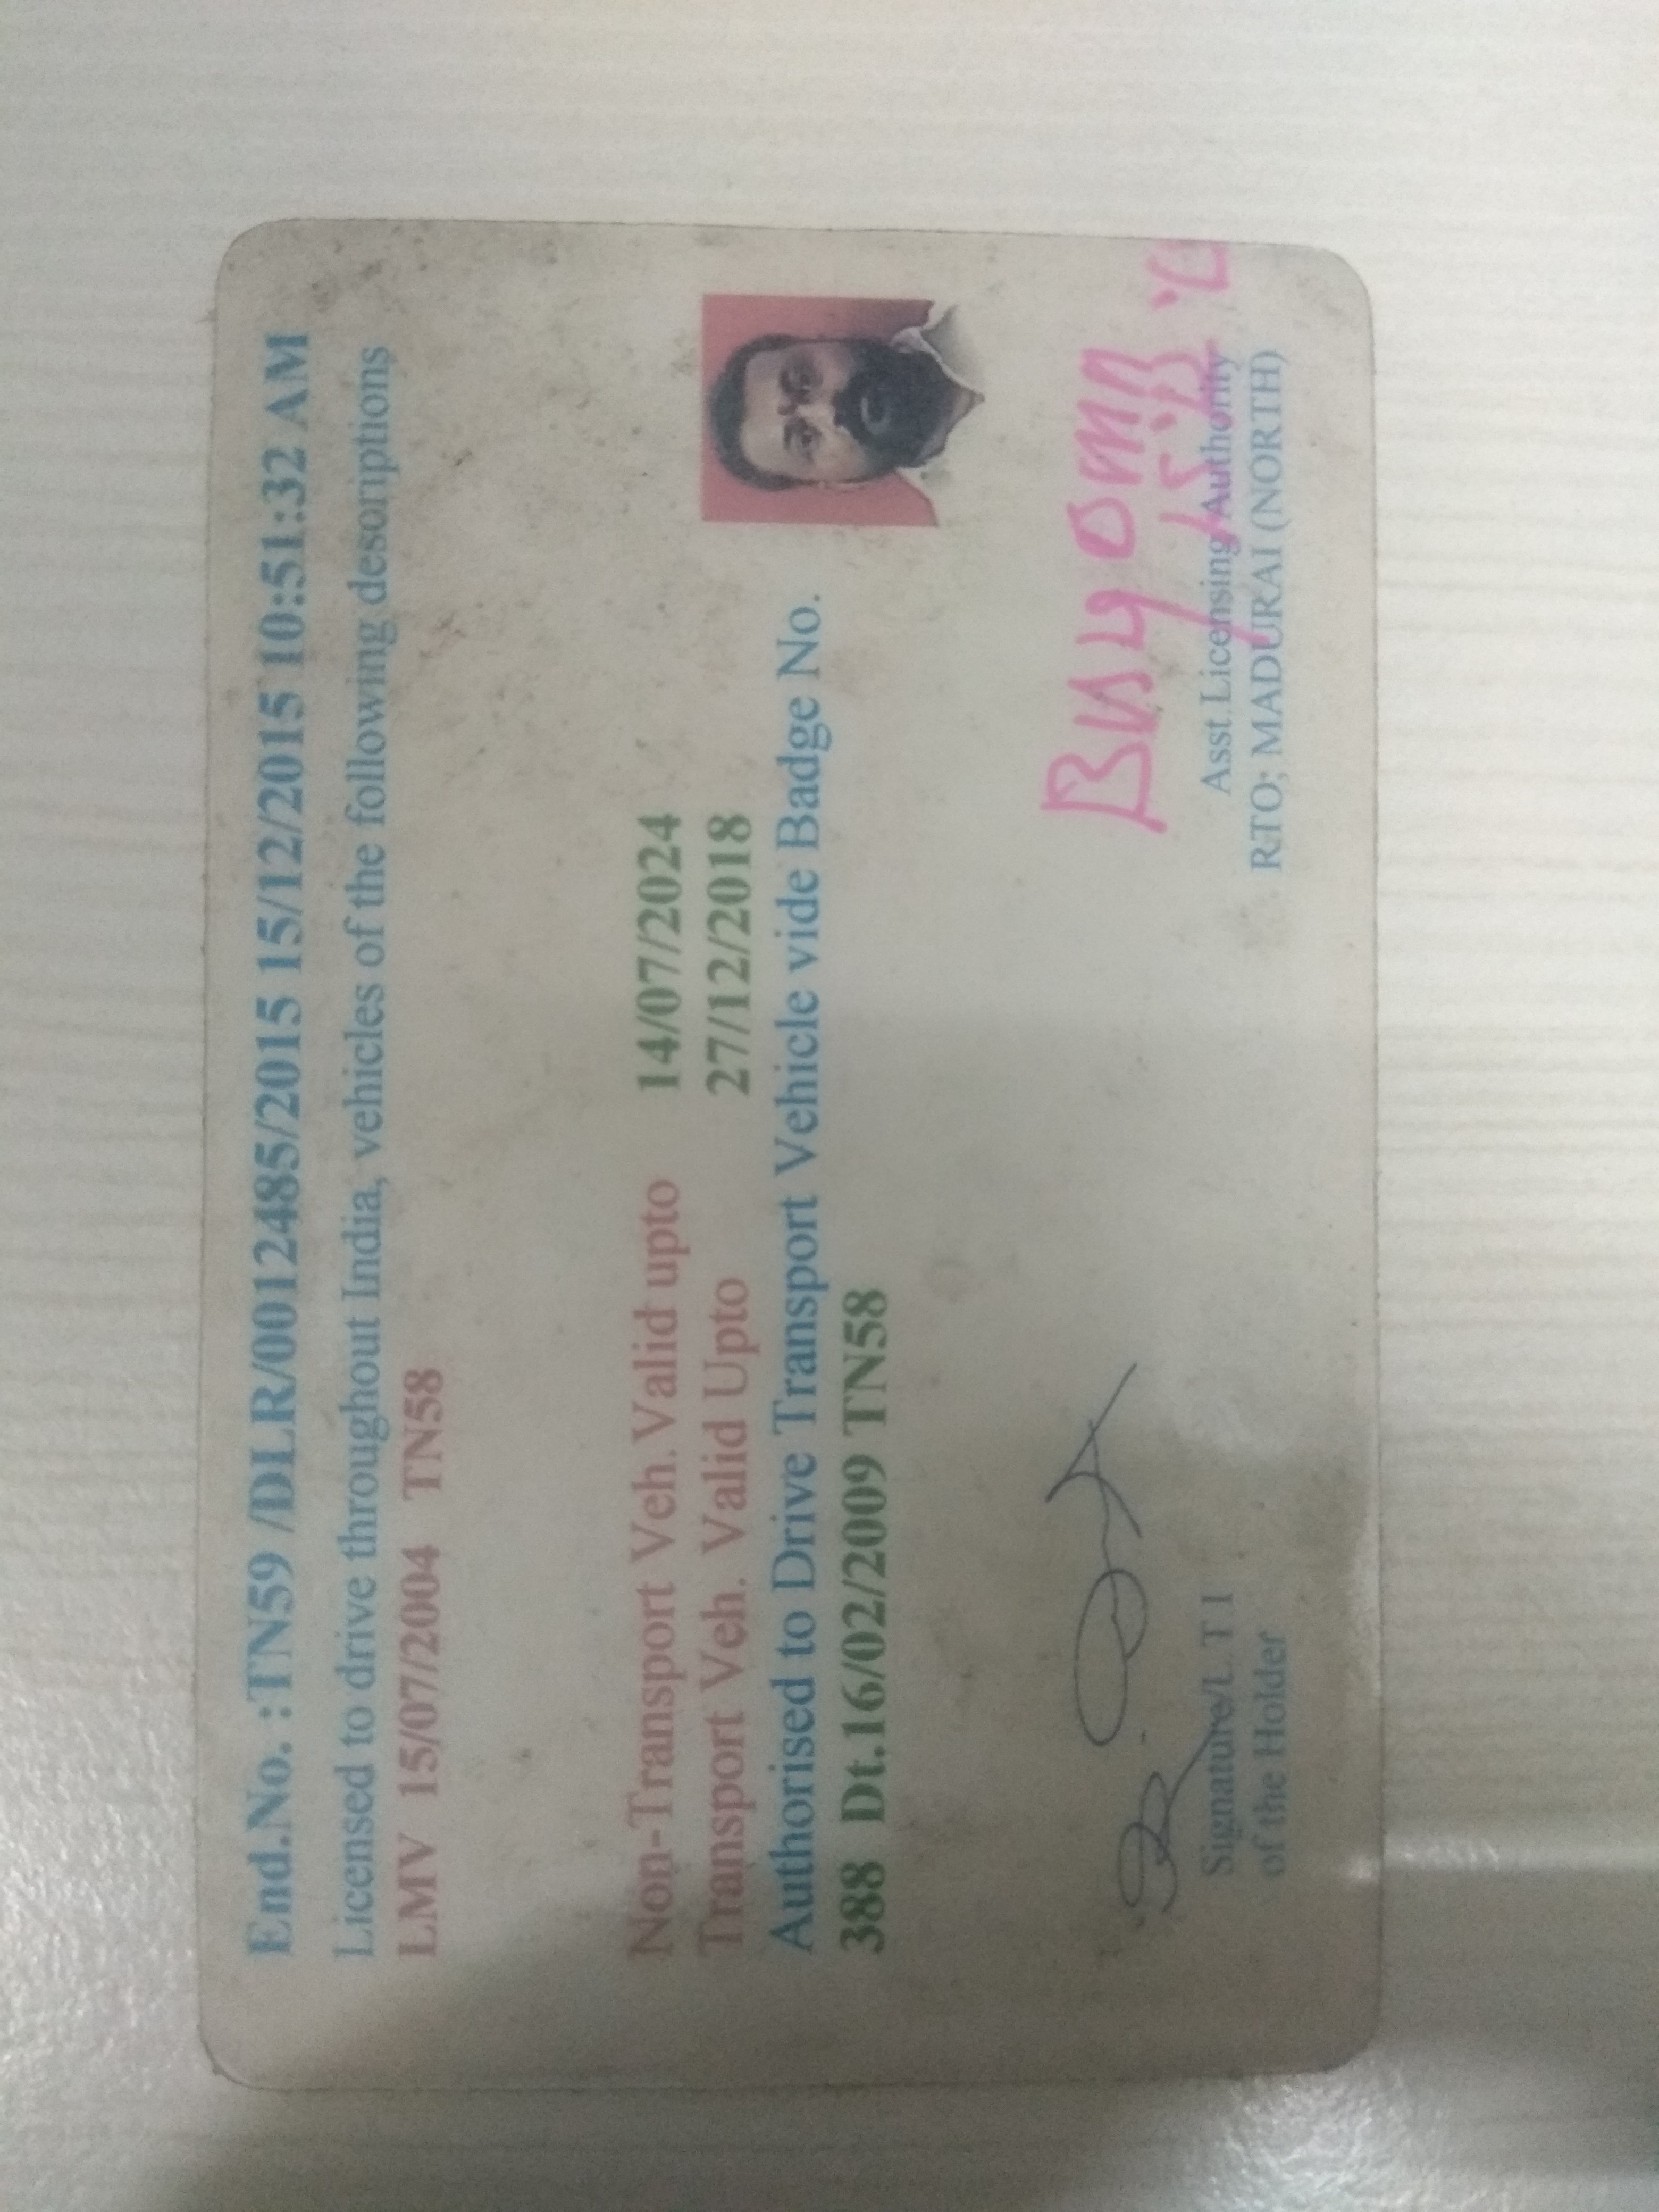 End.No. :TN59 /DLR/0012485/2015 15/12/2015 10:51:32 AM
Licensed to drive throughout India, vehicles of the following desoriptions
LMV 15/07/2004 TN58
Non-Transport Veh. Valid upto 14/07/2024
Transport Veh. Valid Upto 27/12/2018
Authorised to Drive Transport Vehicle vide Badge No.
388 Dt.16/02/2009 TN58
Signature/L T I
of the Holder
Asst.Licensing Authority
RTO; MADURAI (NORTH)